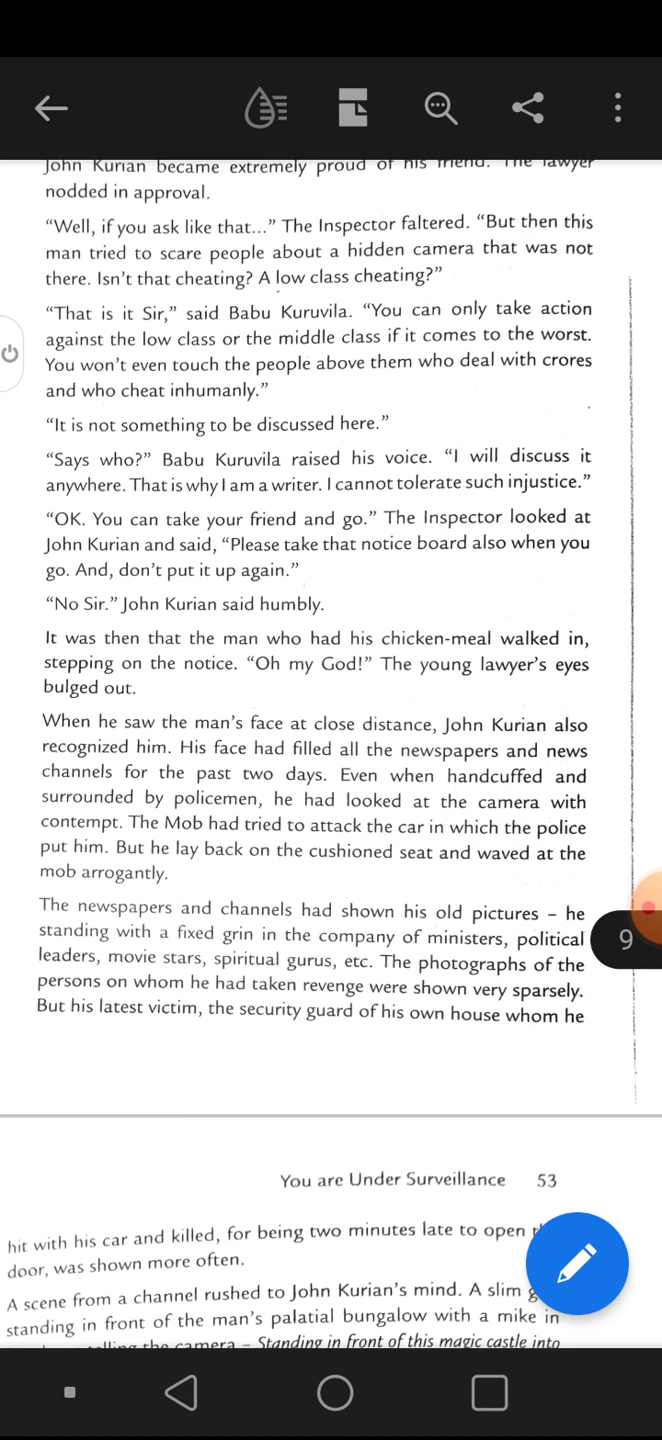 John Kurian became extremely proud of his friend. The lawyer
nodded in approval.
“Well, if you ask like that...” The Inspector faltered. “But then this
man tried to scare people about a hidden camera that was not
there. Isn’t that cheating? A low class cheating?”
“That is it Sir,” said Babu Kuruvila. “You can only take action
against the low class or the middle class if it comes to the worst.
You won’t even touch the people above them who deal with crores
and who cheat inhumanly.”
“It is not something to be discussed here.”
“Says who?” Babu Kuruvila raised his voice. “I will discuss it
anywhere. That is why I am a writer. I cannot tolerate such injustice.”
“OK. You can take your friend and go.” The Inspector looked at
John Kurian and said, “Please take that notice board also when you
go. And, don’t put it up again.”
“No Sir.” John Kurian said humbly.
It was then that the man who had his chicken-meal walked in,
stepping on the notice. “Oh my God!” The young lawyer’s eyes
bulged out.
When he saw the man’s face at close distance, John Kurian also
recognized him. His face had filled all the newspapers and news
channels for the past two days. Even when handcuffed and
surrounded by policemen, he had looked at the camera with
contempt. The Mob had tried to attack the car in which the police
put him. But he lay back on the cushioned seat and waved at the
mob arrogantly.
The newspapers and channels had shown his old pictures – he
standing with a fixed grin in the company of ministers, political
leaders, movie stars, spiritual gurus, etc. The photographs of the
persons on whom he had taken revenge were shown very sparsely.
But his latest victim, the security guard of his own house whom he
9
You are Under Surveillance 53
hit with his car and killed, for being two minutes late to open
door, was shown more often.
A scene from a channel rushed to John Kurian’s mind. A slim
standing in front of the man’s palatial bungalow with a mike in
the camera – Standing in front of this magic castle into